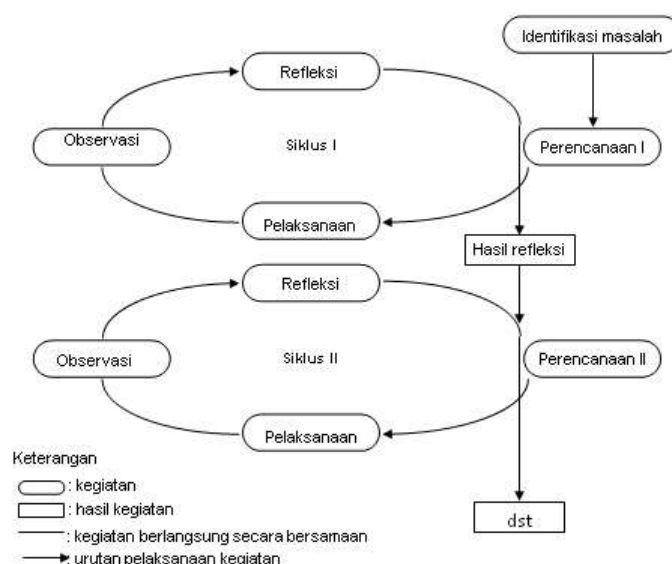 Identifikasi masalah
Refleksi
Observasi
Siklus I
Perencanaan I
Pelaksanaan
Hasil refleksi
Refleksi
Observasi
Siklus II
Perencanaan II
Pelaksanaan
Keterangan
: kegiatan
: hasil kegiatan
: kegiatan berlangsung secara bersamaan
: urutan pelaksanaan kegiatan
dst